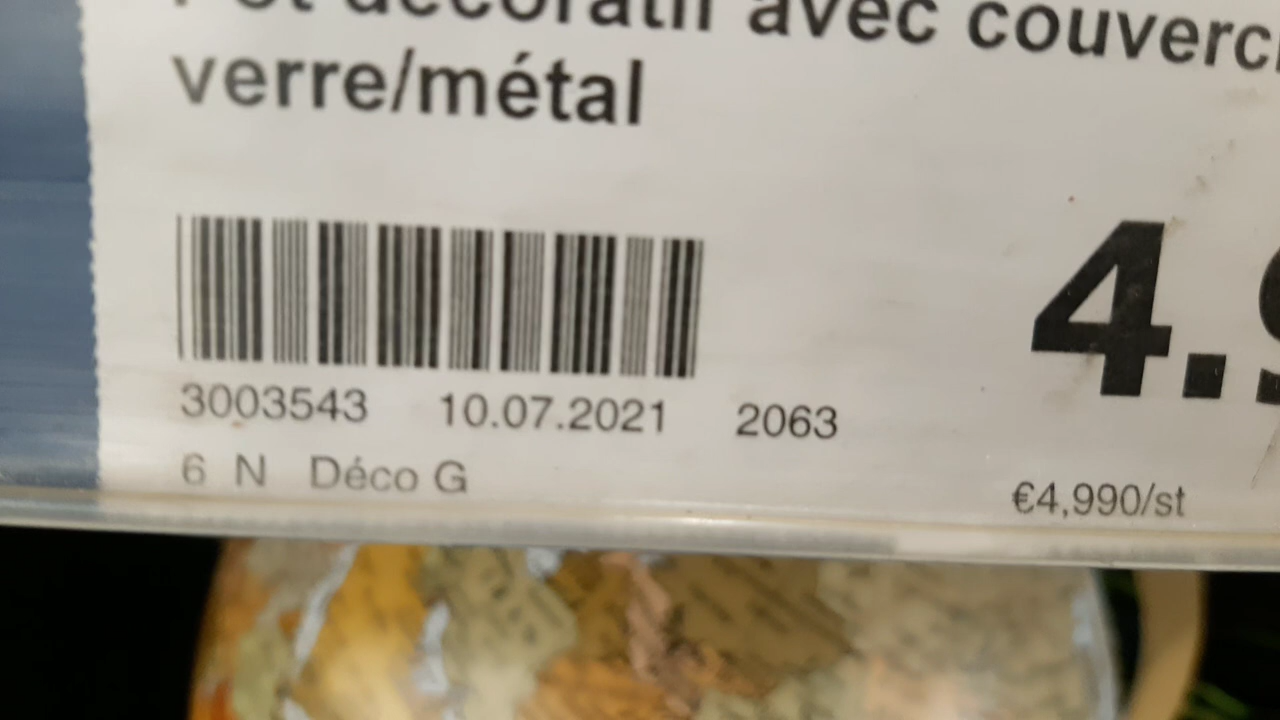 Pot décoratif avec couverc
verre/métal
4.9
3003543 10.07.2021 2063
6 N Déco G
€4,990/st